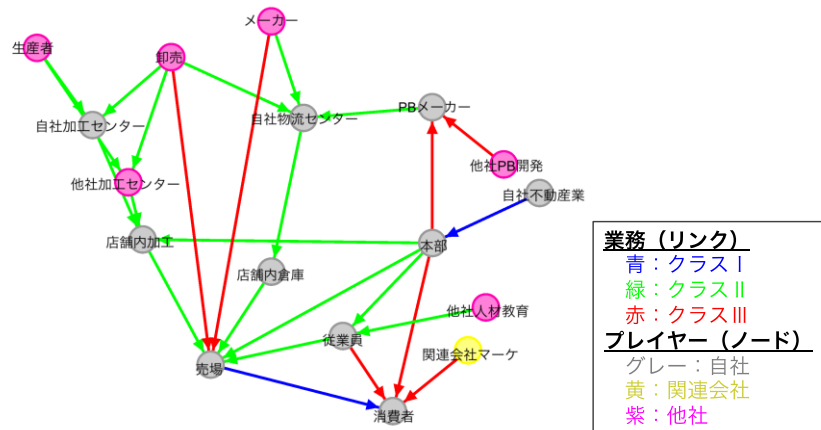 メーカー
生産者
卸売
PBメーカー
自社加工センター
自社物流センター
他社PB開発
他社加工センター
自社不動産業
店舗内加工
本部
店舗内倉庫
他社人材教育
従業員
関連会社マーケ
売場
消費者
業務（リンク）
青：クラスⅠ
緑：クラスⅡ
赤：クラスⅢ
プレイヤー（ノード）
グレー：自社
黄：関連会社
紫：他社